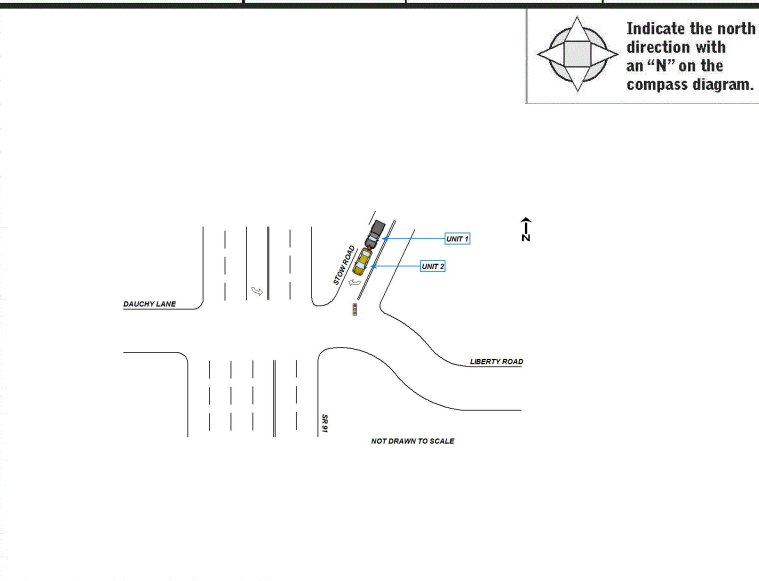 Indicate the north
direction with
an “N” on the
compass diagram.
N
UNIT 1
STOW ROAD
UNIT 2
DAUCHY LANE
LIBERTY ROAD
SR 91
NOT DRAWN TO SCALE